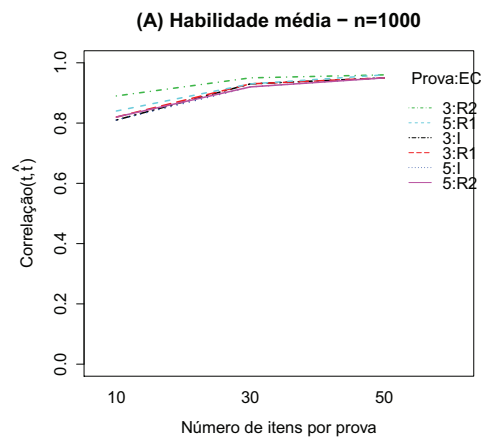 (A) Habilidade média − n=1000
Correlação(t,t̂)
1.0
0.8
0.6
0.4
0.2
0.0
10
30
50
Número de itens por prova
Prova:EC
3:R2
5:R1
3:I
3:R1
5:I
5:R2